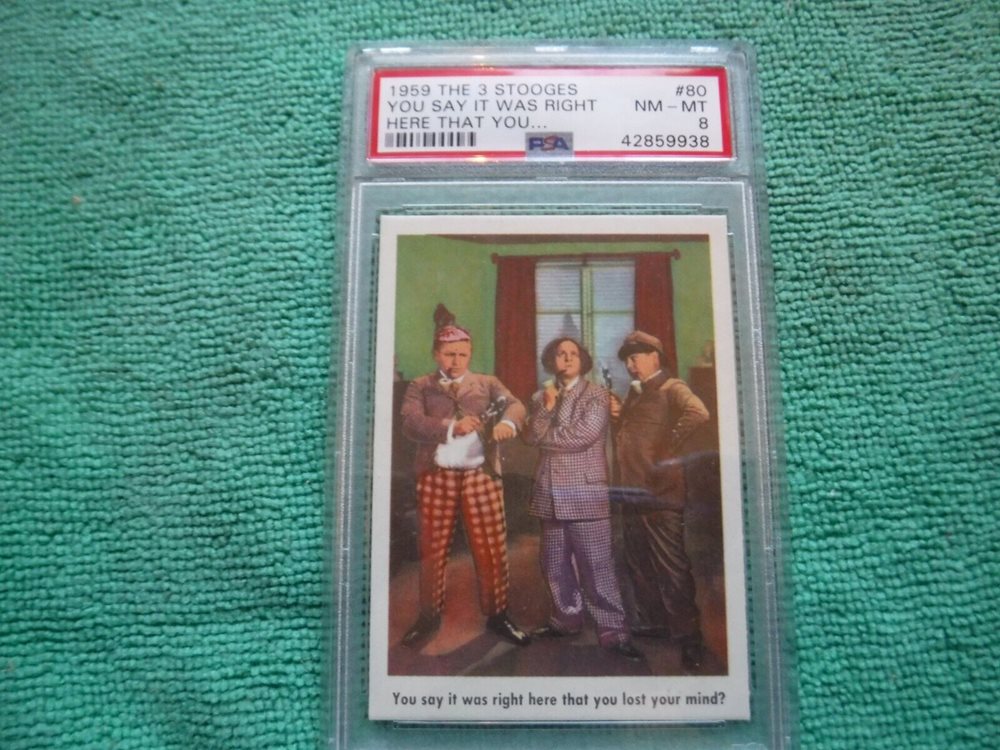 1959 THE 3 STOOGES #80
YOU SAY IT WAS RIGHT NM - MT
HERE THAT YOU... 8
PSA 42859938
You say it was right here that you lost your mind?